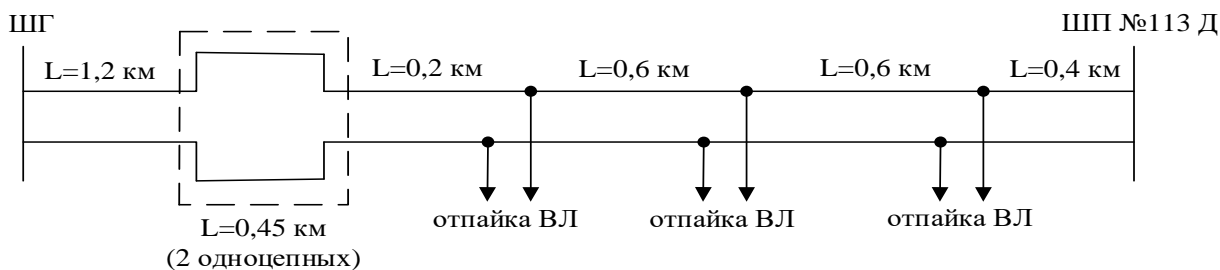 ШГ
ШП №113 Д
L=1,2 км
L=0,2 км
L=0,6 км
L=0,6 км
L=0,4 км
отпайка ВЛ
отпайка ВЛ
отпайка ВЛ
L=0,45 км
(2 одноцепных)